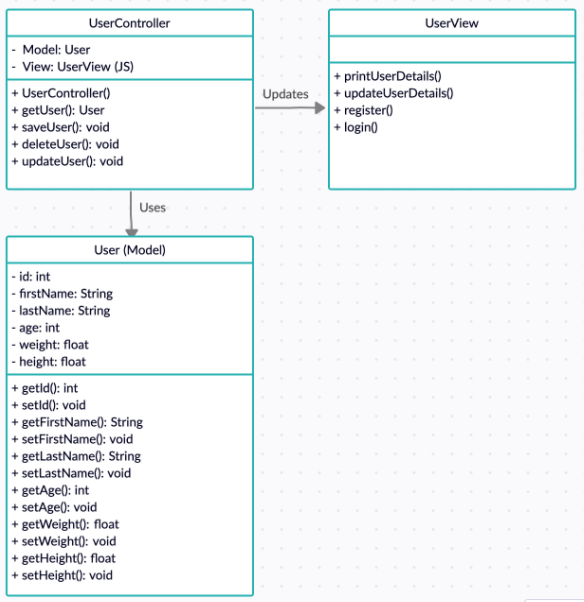 UserController
- Model: User
- View: UserView (JS)
+ UserController()
+ getUser(): User
+ saveUser(): void
+ deleteUser(): void
+ updateUser(): void
Updates
UserView
+ printUserDetails()
+ updateUserDetails()
+ register()
+ login()
Uses
User (Model)
- id: int
- firstName: String
- lastName: String
- age: int
- weight: float
- height: float
+ getId(): int
+ setId(): void
+ getFirstName(): String
+ setFirstName(): void
+ getLastName(): String
+ setLastName(): void
+ getAge(): int
+ setAge(): void
+ getWeight(): float
+ setWeight(): void
+ getHeight(): float
+ setHeight(): void